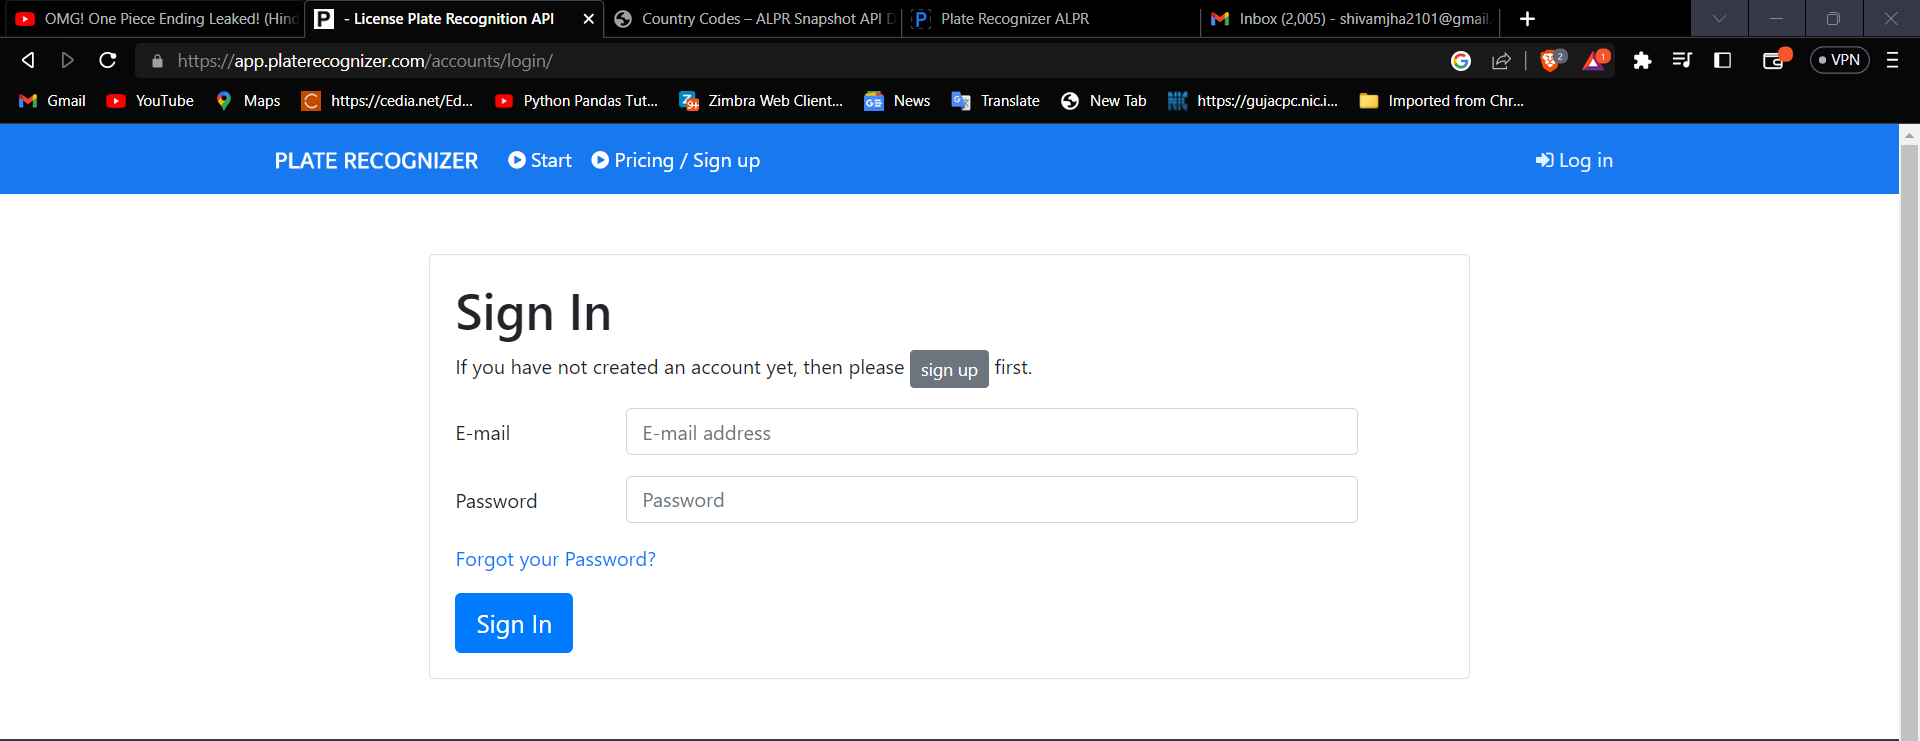 OMG! One Piece Ending Leaked! (Hind
- License Plate Recognition API
Country Codes – ALPR Snapshot API D
Plate Recognizer ALPR
Inbox (2,005) - shivamjha2101@gmail.
https://app.platerecognizer.com/accounts/login/
2
1
VPN
Gmail
YouTube
Maps
https://cedia.net/Ed...
Python Pandas Tut...
Zimbra Web Client...
News
Translate
New Tab
https://gujacpc.nic.i...
Imported from Chr...
PLATE RECOGNIZER
Start
Pricing / Sign up
Log in
Sign In
If you have not created an account yet, then please sign up first.
E-mail
E-mail address
Password
Password
Forgot your Password?
Sign In